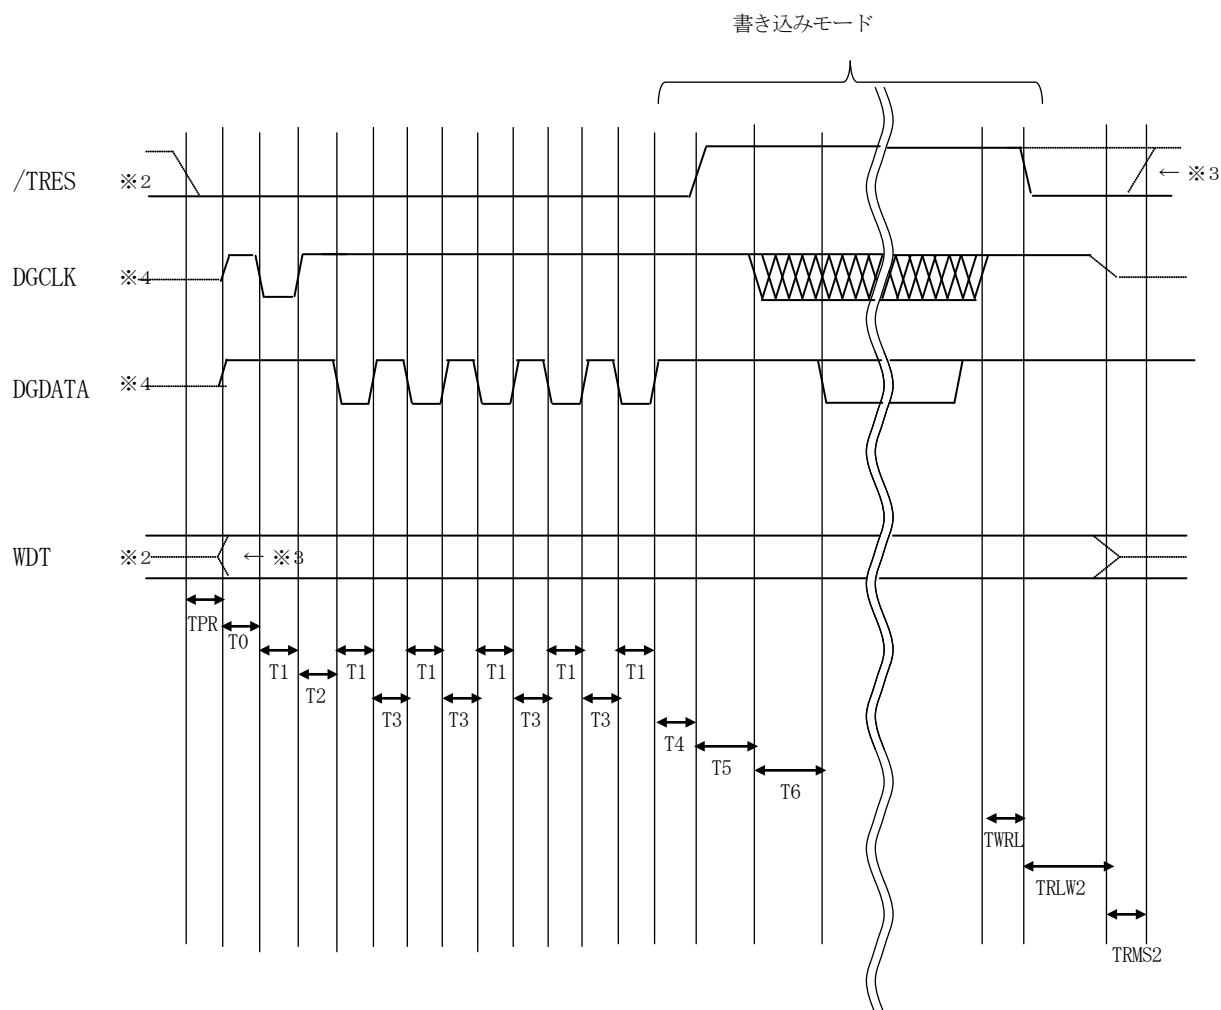 書き込みモード
/TRES ※2 ← ※3
DGCLK ※4
DGDATA ※4
WDT ※2 ← ※3
TPR
T0
T1 T1 T1 T1 T1 T1
T2
T3 T3 T3 T3
T4
T5
T6
TWRL
TRLW2
TRMS2